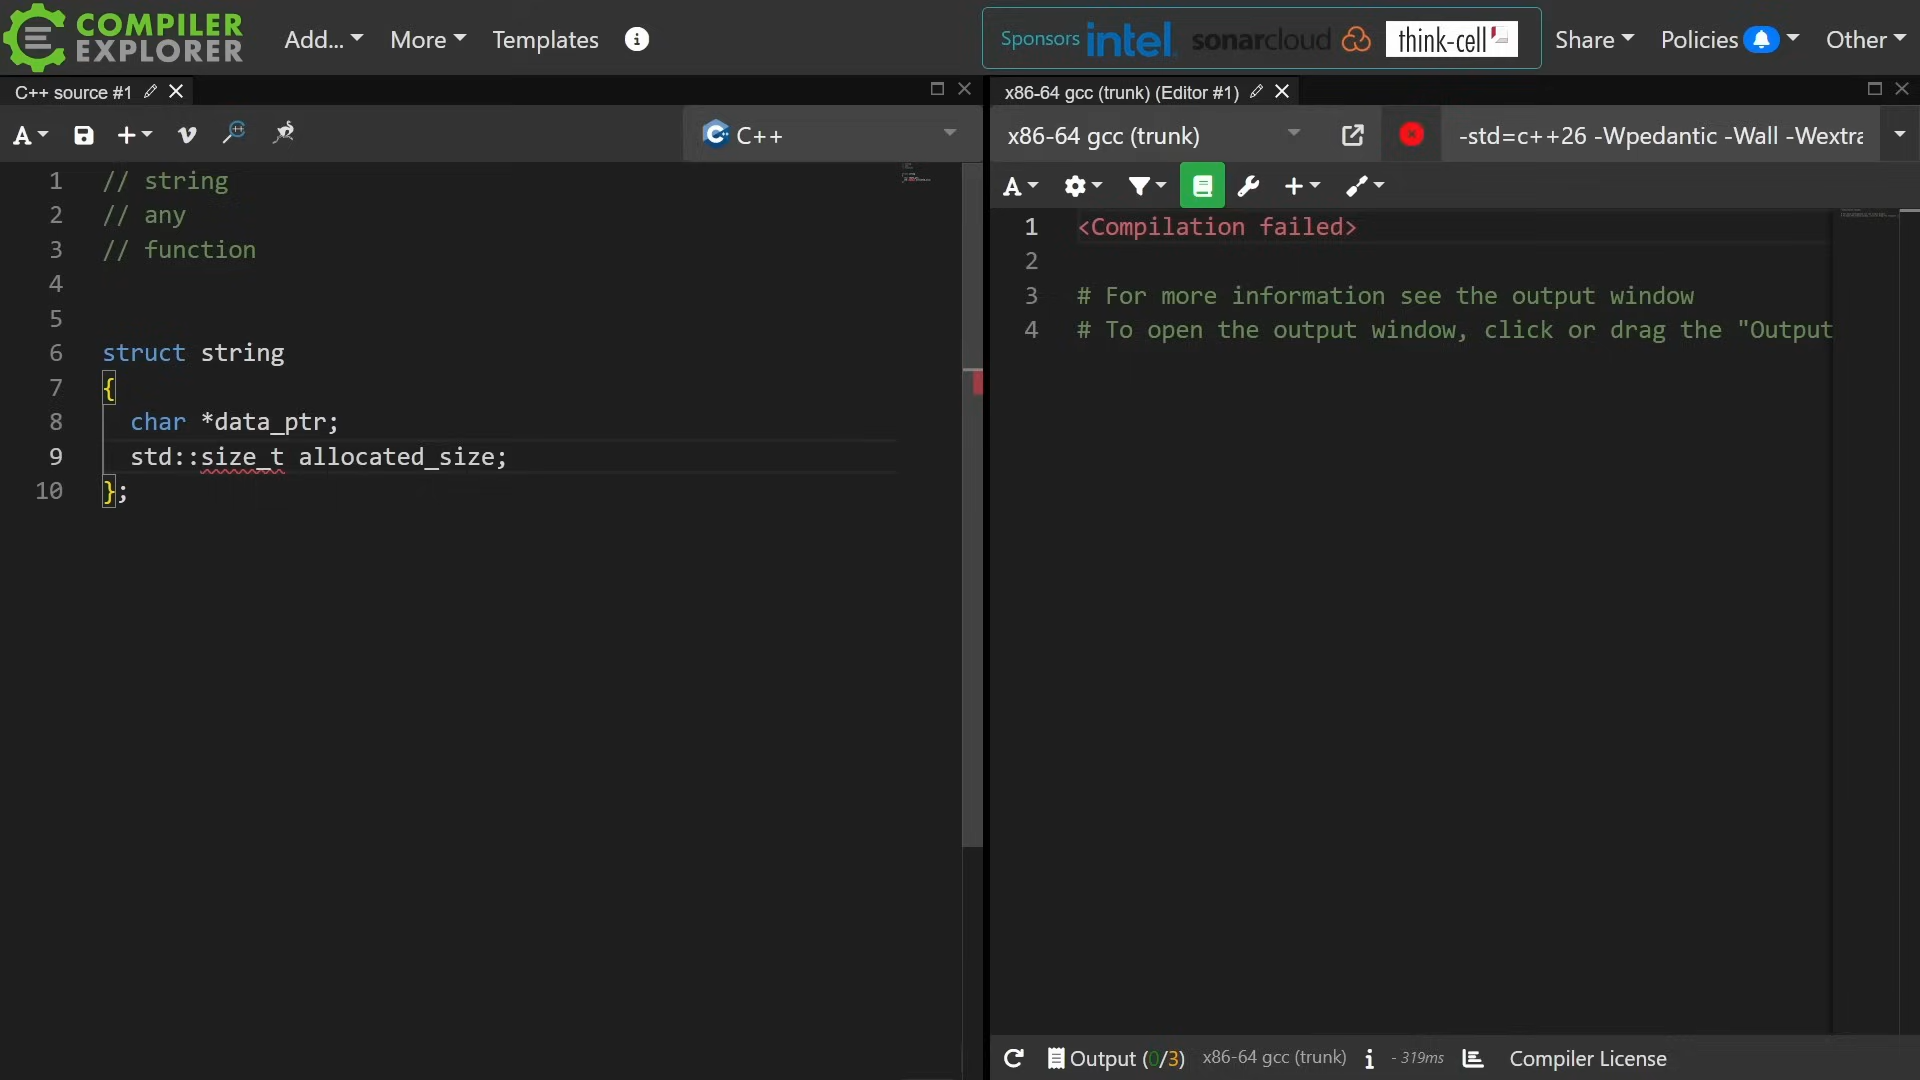 COMPILER EXPLORER
Add... More Templates
Sponsors intel. sonarcloud think-cell Share Policies Other
C++ source #1
x86-64 gcc (trunk) (Editor #1)
A + v C++
x86-64 gcc (trunk) -std=c++26 -Wpedantic -Wall -Wextra
A +
1 // string
2 // any
3 // function
4
5
6 struct string
7 {
8 char *data_ptr;
9 std::size_t allocated_size;
10 };
1 <Compilation failed>
2
3 # For more information see the output window
4 # To open the output window, click or drag the "Output
Output (0/3) x86-64 gcc (trunk) i - 319ms Compiler License